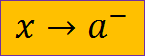 x → a⁻